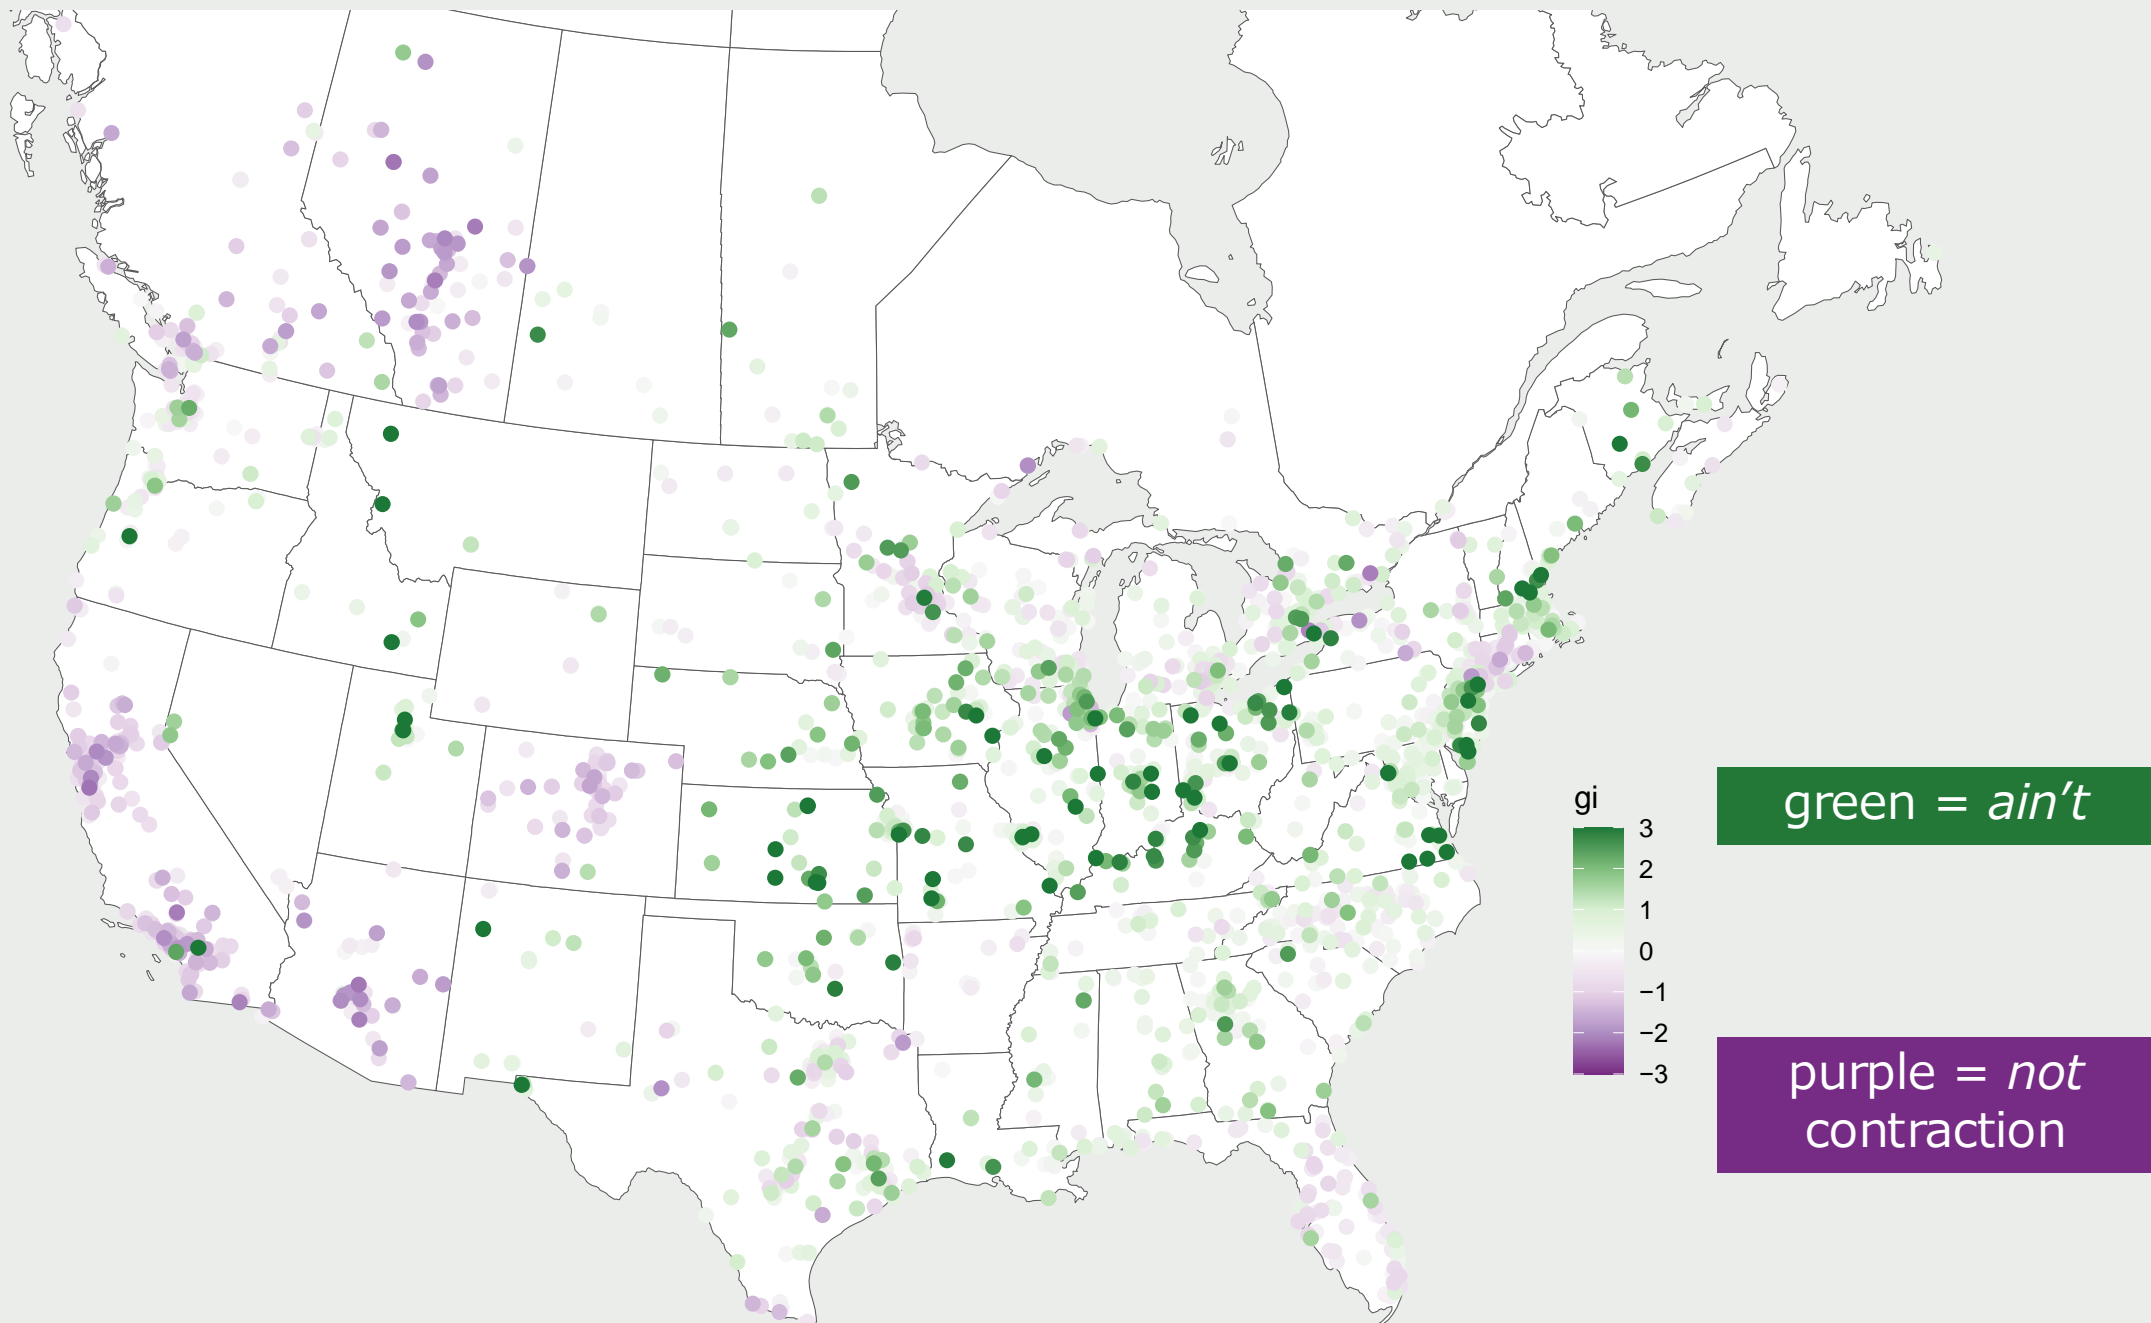 gi
3
2
1
0
−1
−2
−3
green = ain’t
purple = not
contraction